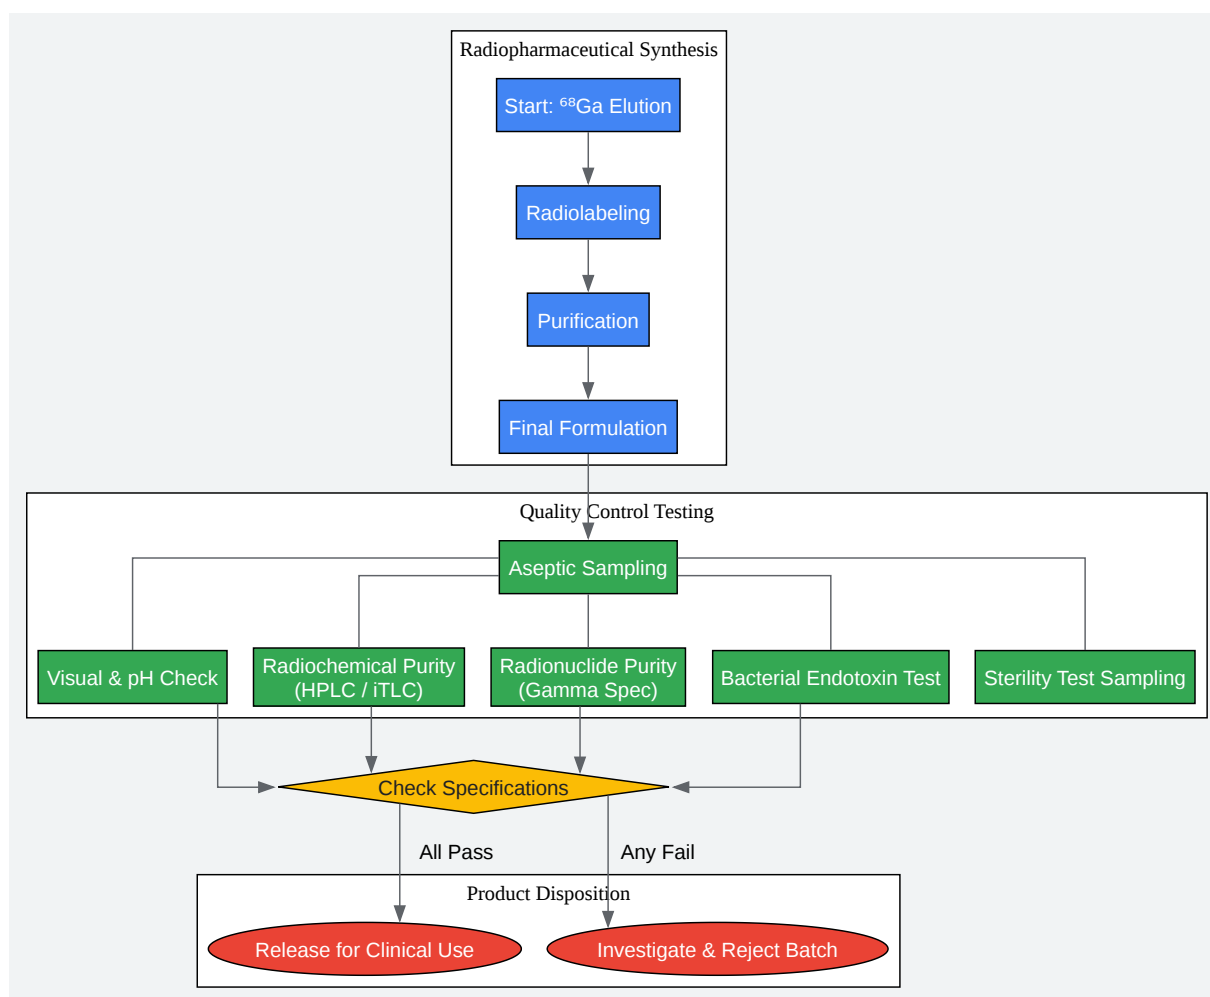 Radiopharmaceutical Synthesis
Start: ⁶⁸Ga Elution
Radiolabeling
Purification
Final Formulation
Quality Control Testing
Aseptic Sampling
Visual & pH Check
Radiochemical Purity
(HPLC / iTLC)
Radionuclide Purity
(Gamma Spec)
Bacterial Endotoxin Test
Sterility Test Sampling
Check Specifications
All Pass
Any Fail
Product Disposition
Release for Clinical Use
Investigate & Reject Batch